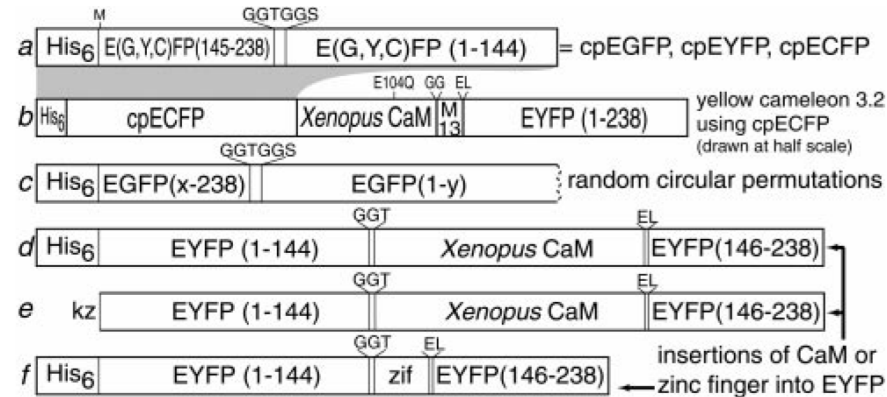 M GGTGGS
a His6 E(G,Y,C)FP(145-238) E(G,Y,C)FP (1-144) = cpEGFP, cpEYFP, cpECFP
E104Q GG EL
b His6 cpECFP Xenopus CaM M13 EYFP (1-238)
yellow cameleon 3.2
using cpECFP
(drawn at half scale)
GGTGGS
c His6 EGFP(x-238) EGFP(1-y) random circular permutations
GGT EL
d His6 EYFP (1-144) Xenopus CaM EYFP(146-238)
GGT EL
e kz EYFP (1-144) Xenopus CaM EYFP(146-238)
GGT EL
f His6 EYFP (1-144) zif EYFP(146-238)
insertions of CaM or
zinc finger into EYFP